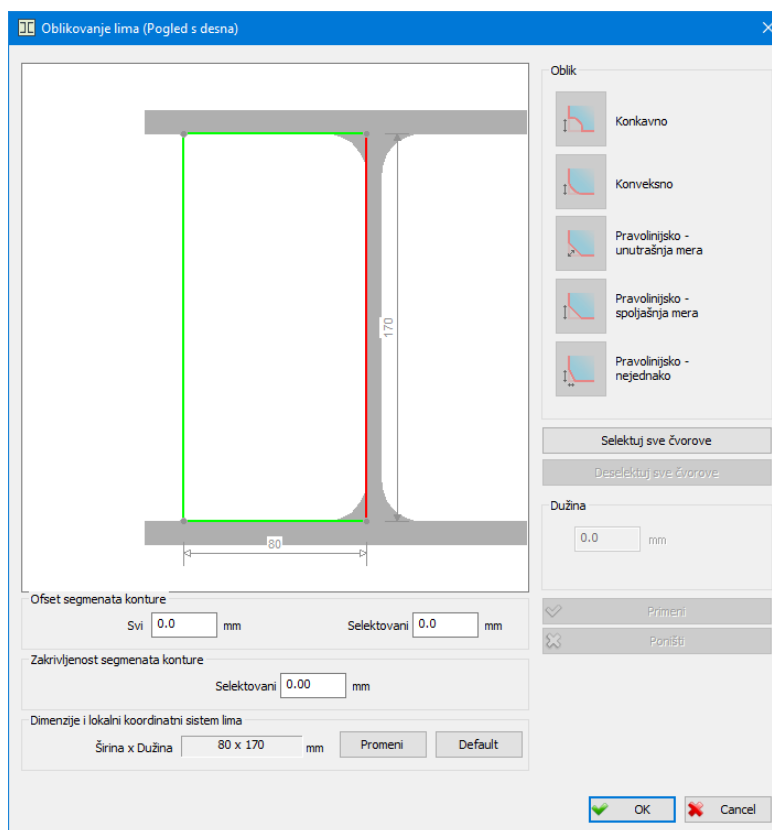 Oblikovanje lima (Pogled s desna)
170
80
Oblik
Konkavno
Konveksno
Pravolinijsko -
unutrašnja mera
Pravolinijsko -
spoljašnja mera
Pravolinijsko -
nejednako
Selektuj sve čvorove
Deselektuj sve čvorove
Dužina
0.0 mm
Primeni
Poništi
Ofset segmenata konture
Svi 0.0 mm Selektovani 0.0 mm
Zakrivljenost segmenata konture
Selektovani 0.00 mm
Dimenzije i lokalni koordinatni sistem lima
Širina x Dužina 80 x 170 mm Promeni Default
OK Cancel